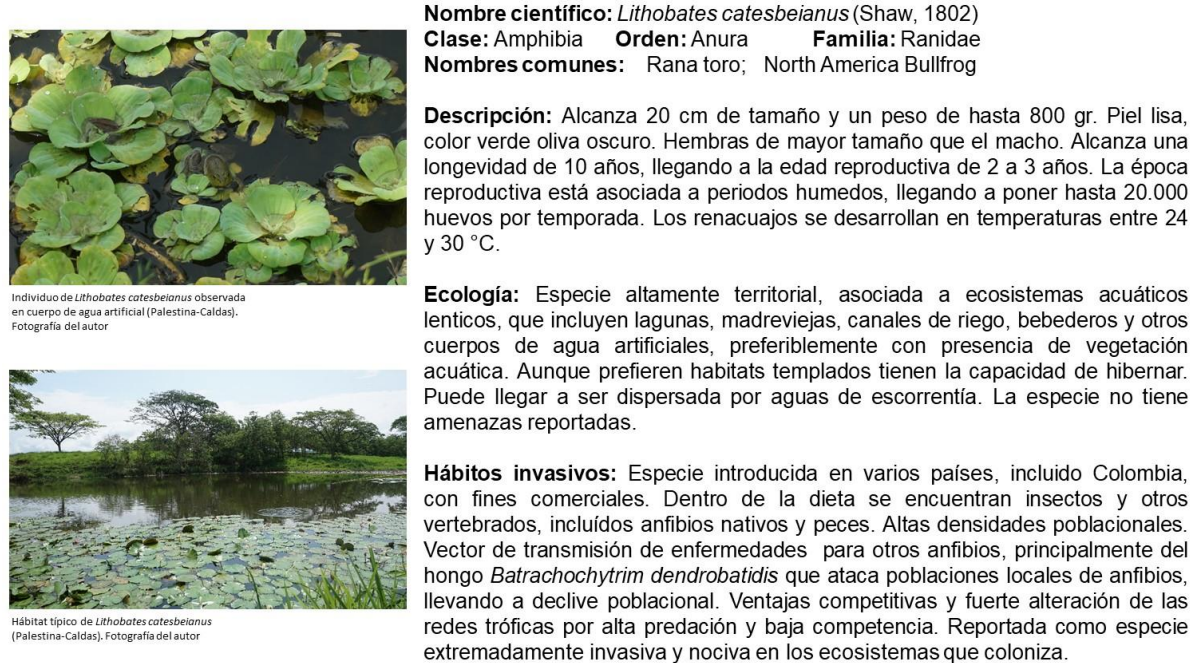 Nombre científico: Lithobates catesbeianus (Shaw, 1802)
Clase: Amphibia Orden: Anura Familia: Ranidae
Nombres comunes: Rana toro; North America Bullfrog
Descripción: Alcanza 20 cm de tamaño y un peso de hasta 800 gr. Piel lisa,
color verde oliva oscuro. Hembras de mayor tamaño que el macho. Alcanza una
longevidad de 10 años, llegando a la edad reproductiva de 2 a 3 años. La época
reproductiva está asociada a periodos humedos, llegando a poner hasta 20.000
huevos por temporada. Los renacuajos se desarrollan en temperaturas entre 24
y 30 °C.
Ecología: Especie altamente territorial, asociada a ecosistemas acuáticos
lenticos, que incluyen lagunas, madreviejas, canales de riego, bebederos y otros
cuerpos de agua artificiales, preferiblemente con presencia de vegetación
acuática. Aunque prefieren habitats templados tienen la capacidad de hibernar.
Puede llegar a ser dispersada por aguas de escorrentía. La especie no tiene
amenazas reportadas.
Hábitos invasivos: Especie introducida en varios países, incluido Colombia,
con fines comerciales. Dentro de la dieta se encuentran insectos y otros
vertebrados, incluídos anfibios nativos y peces. Altas densidades poblacionales.
Vector de transmisión de enfermedades para otros anfibios, principalmente del
hongo Batrachochytrim dendrobatidis que ataca poblaciones locales de anfibios,
llevando a declive poblacional. Ventajas competitivas y fuerte alteración de las
redes tróficas por alta predación y baja competencia. Reportada como especie
extremadamente invasiva y nociva en los ecosistemas que coloniza.
Individuo de Lithobates catesbeianus observada
en cuerpo de agua artificial (Palestina-Caldas).
Fotografía del autor
Hábitat típico de Lithobates catesbeianus
(Palestina-Caldas). Fotografía del autor